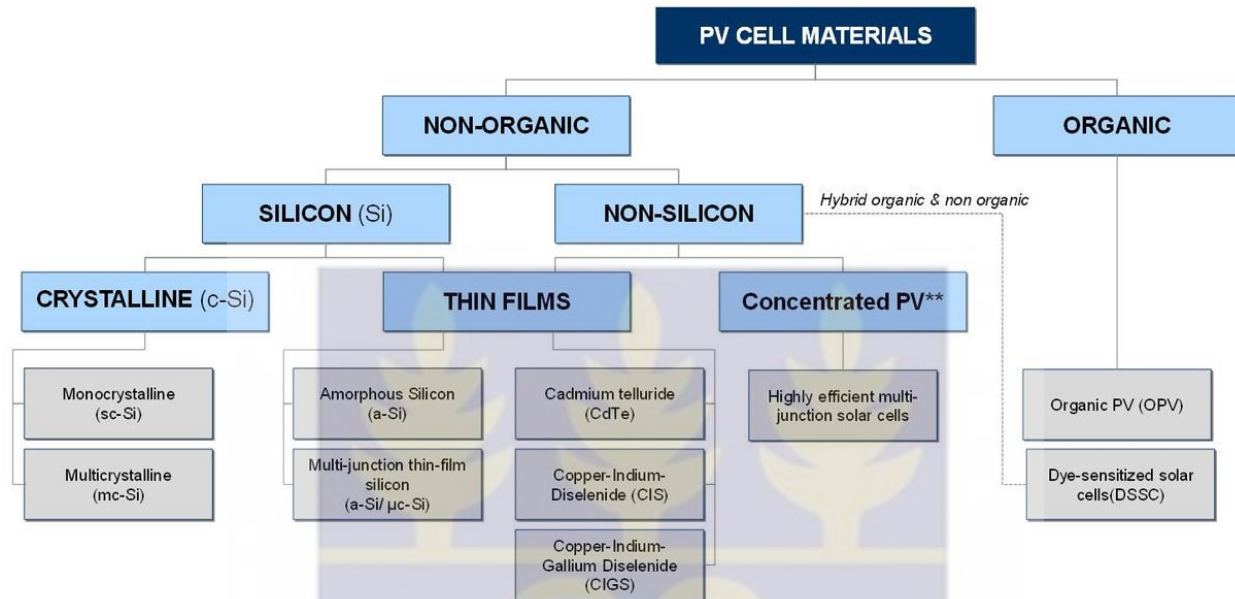 PV CELL MATERIALS
NON-ORGANIC
ORGANIC
SILICON (Si)
NON-SILICON
Hybrid organic & non organic
CRYSTALLINE (c-Si)
THIN FILMS
Concentrated PV**
Monocrystalline
(sc-Si)
Multicrystalline
(mc-Si)
Amorphous Silicon
(a-Si)
Multi-junction thin-film
silicon
(a-Si/ µc-Si)
Cadmium telluride
(CdTe)
Copper-Indium-
Diselenide (CIS)
Copper-Indium-
Gallium Diselenide
(CIGS)
Highly efficient multi-
junction solar cells
Organic PV (OPV)
Dye-sensitized solar
cells(DSSC)